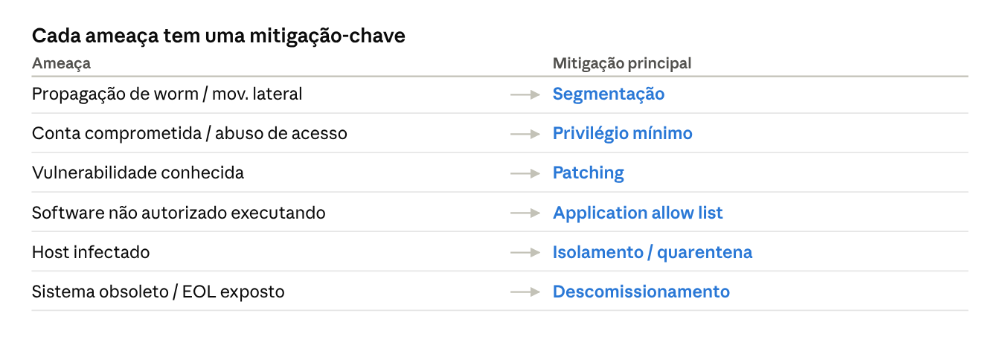 Cada ameaça tem uma mitigação-chave
Ameaça Mitigação principal
Propagação de worm / mov. lateral Segmentação
Conta comprometida / abuso de acesso Privilégio mínimo
Vulnerabilidade conhecida Patching
Software não autorizado executando Application allow list
Host infectado Isolamento / quarentena
Sistema obsoleto / EOL exposto Descomissionamento